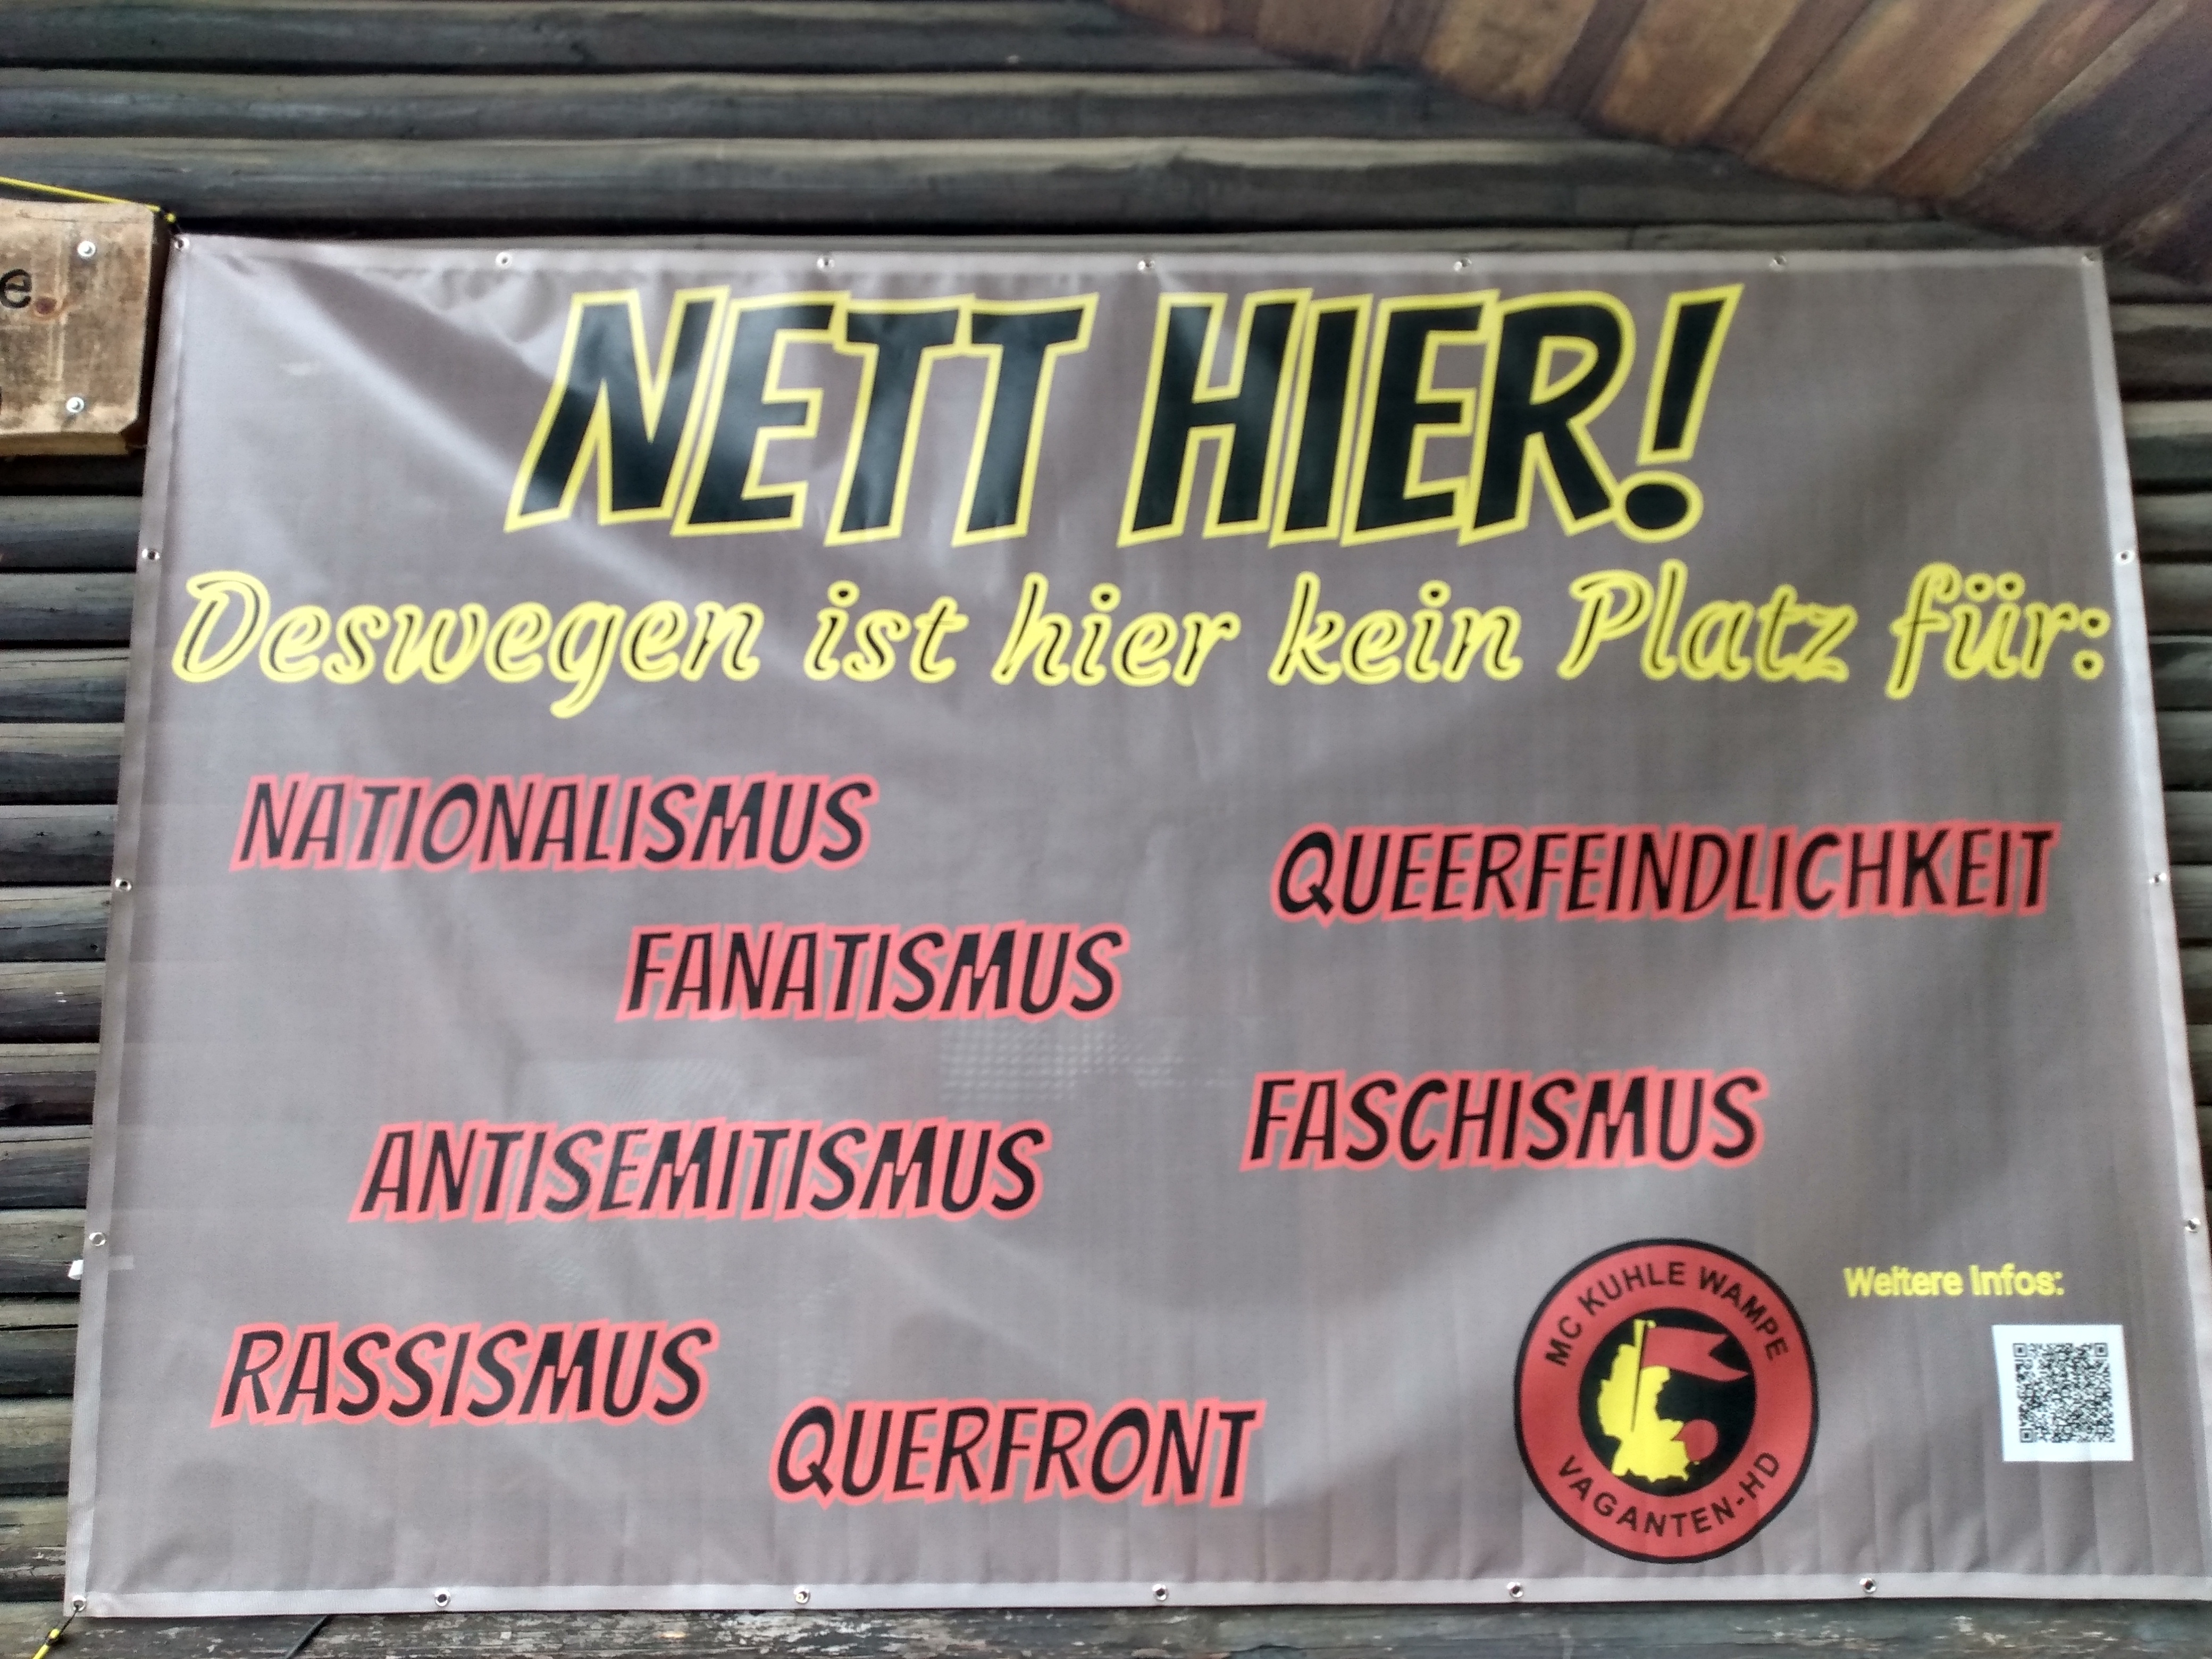 e
NETT HIER!
Deswegen ist hier kein Platz für:
NATIONALISMUS
QUEERFEINDLICHKEIT
FANATISMUS
FASCHISMUS
ANTISEMITISMUS
RASSISMUS
QUERFRONT
MC KUHLE WAMPE
VAGANTEN-HD
Weitere Infos: